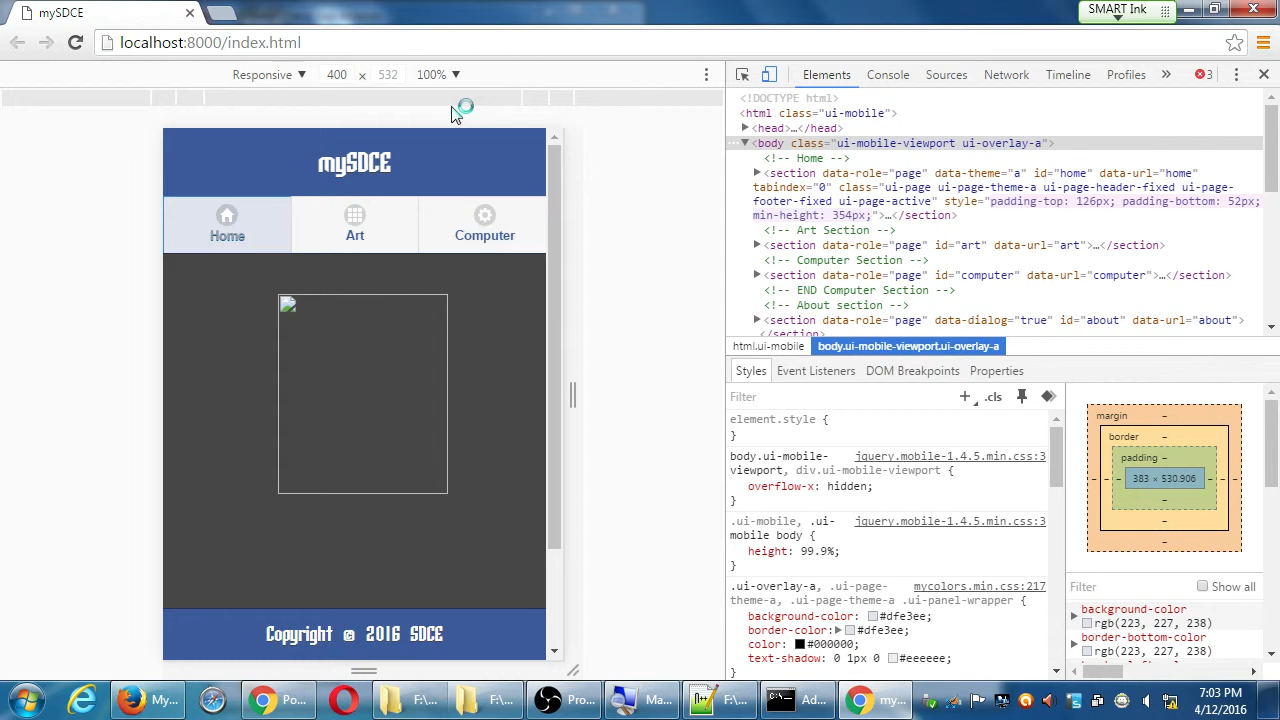 mySDCE
SMART Ink
localhost:8000/index.html
Responsive 400 × 532 100%
Elements Console Sources Network Timeline Profiles » 3
mySDCE
Home Art Computer
Copyright © 2016 SDCE
<!DOCTYPE html>
<html class="ui-mobile">
<head>…</head>
<body class="ui-mobile-viewport ui-overlay-a">
<!-- Home -->
<section data-role="page" data-theme="a" id="home" data-url="home"
tabindex="0" class="ui-page ui-page-theme-a ui-page-header-fixed ui-page-
footer-fixed ui-page-active" style="padding-top: 126px; padding-bottom: 52px;
min-height: 354px;">…</section>
<!-- Art Section -->
<section data-role="page" id="art" data-url="art">…</section>
<!-- Computer Section -->
<section data-role="page" id="computer" data-url="computer">…</section>
<!-- END Computer Section -->
<!-- About section -->
<section data-role="page" data-dialog="true" id="about" data-url="about">
</section>
html.ui-mobile body.ui-mobile-viewport.ui-overlay-a
Styles Event Listeners DOM Breakpoints Properties
Filter + .cls
element.style {
}
body.ui-mobile- jquery.mobile-1.4.5.min.css:3
viewport, div.ui-mobile-viewport {
overflow-x: hidden;
}
.ui-mobile, .ui- jquery.mobile-1.4.5.min.css:3
mobile body {
height: 99.9%;
}
.ui-overlay-a, .ui-page- mycolors.min.css:217
theme-a, .ui-page-theme-a .ui-panel-wrapper {
background-color: #dfe3ee;
border-color: #dfe3ee;
color: #000000;
text-shadow: 0 1px 0 #eeeeee;
}
margin –
border –
padding –
– – – 383 × 530.906 – – –
–
–
–
Filter Show all
background-color
rgb(223, 227, 238)
border-bottom-color
rgb(223, 227, 238)
My... Po... F:\... F:\... Pro... Ma... F:\... Ad... my...
7:03 PM
4/12/2016